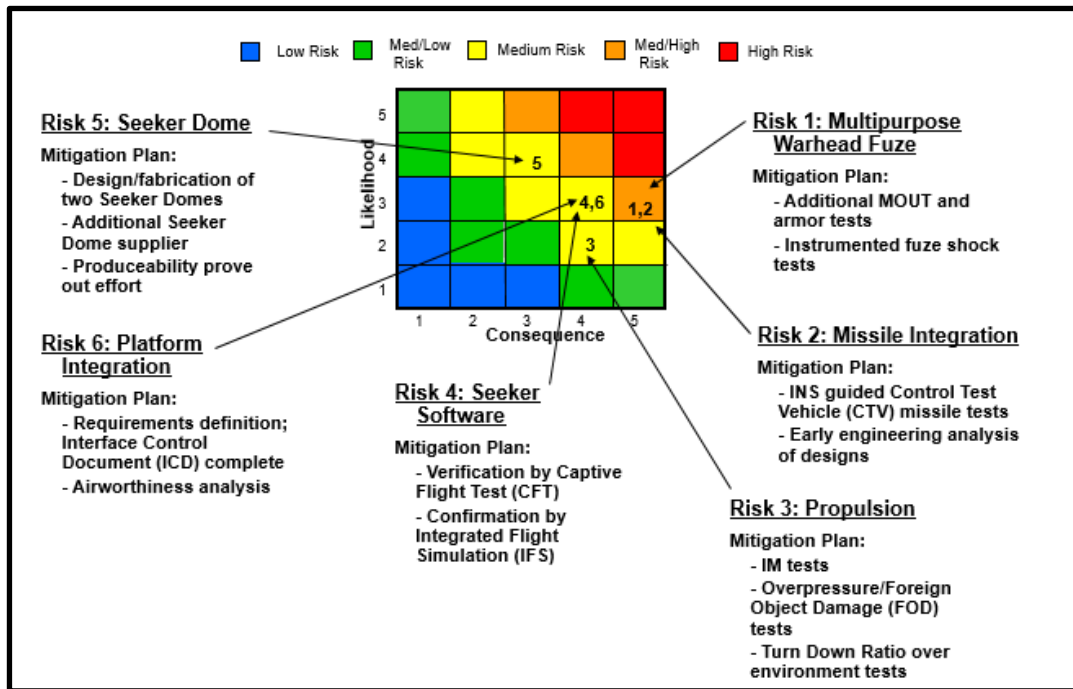 Low Risk
Med/Low
Risk
Medium Risk
Med/High
Risk
High Risk
Risk 5: Seeker Dome
Mitigation Plan:
- Design/fabrication of
two Seeker Domes
- Additional Seeker
Dome supplier
- Produceability prove
out effort
Risk 6: Platform
Integration
Mitigation Plan:
- Requirements definition;
Interface Control
Document (ICD) complete
- Airworthiness analysis
Likelihood
5
4
3
2
1
5
4,6
1,2
3
1
2
3
4
5
Consequence
Risk 4: Seeker
Software
Mitigation Plan:
- Verification by Captive
Flight Test (CFT)
- Confirmation by
Integrated Flight
Simulation (IFS)
Risk 1: Multipurpose
Warhead Fuze
Mitigation Plan:
- Additional MOUT and
armor tests
- Instrumented fuze shock
tests
Risk 2: Missile Integration
Mitigation Plan:
- INS guided Control Test
Vehicle (CTV) missile tests
- Early engineering analysis
of designs
Risk 3: Propulsion
Mitigation Plan:
- IM tests
- Overpressure/Foreign
Object Damage (FOD)
tests
- Turn Down Ratio over
environment tests